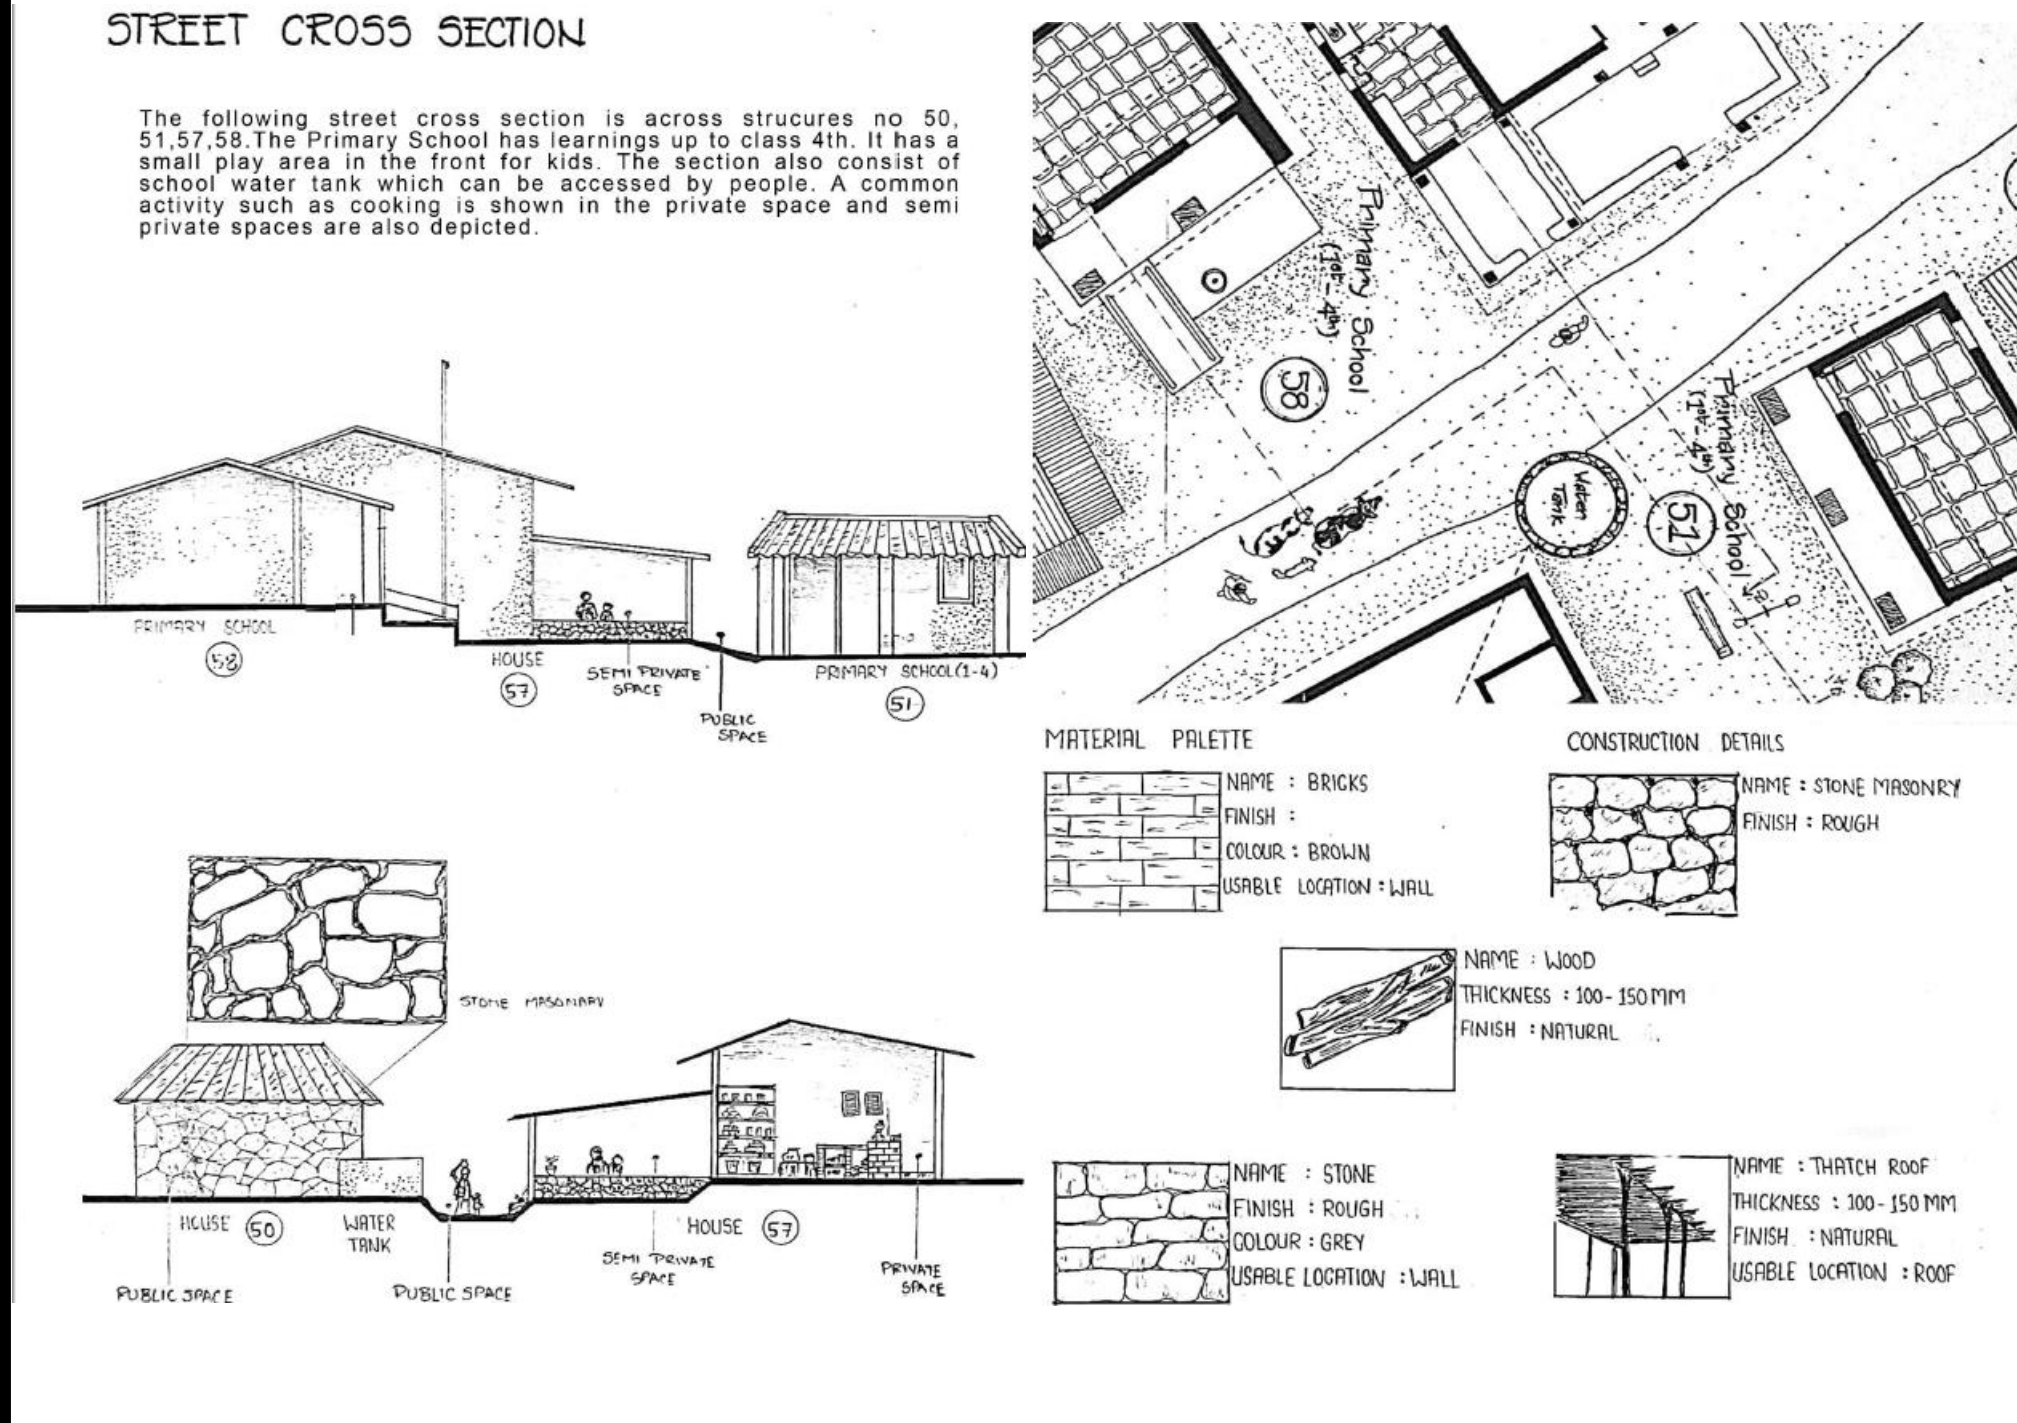 STREET CROSS SECTION
The following street cross section is across strucures no 50,
51,57,58.The Primary School has learnings up to class 4th. It has a
small play area in the front for kids. The section also consist of
school water tank which can be accessed by people. A common
activity such as cooking is shown in the private space and semi
private spaces are also depicted.
PRIMARY SCHOOL
58
HOUSE
57
SEMI PRIVATE
SPACE
PUBLIC
SPACE
PRIMARY SCHOOL (1-4)
51
STONE MASONARY
HOUSE 50
WATER
TANK
PUBLIC SPACE
PUBLIC SPACE
SEMI PRIVATE
SPACE
HOUSE 57
PRIVATE
SPACE
Primary School
(1st - 4th)
58
Water
Tank
51
Primary School
(1st - 4th)
MATERIAL PALETTE
NAME : BRICKS
FINISH :
COLOUR : BROWN
USABLE LOCATION : WALL
CONSTRUCTION DETAILS
NAME : STONE MASONRY
FINISH : ROUGH
NAME : WOOD
THICKNESS : 100-150 MM
FINISH : NATURAL
NAME : STONE
FINISH : ROUGH
COLOUR : GREY
USABLE LOCATION : WALL
NAME : THATCH ROOF
THICKNESS : 100-150 MM
FINISH : NATURAL
USABLE LOCATION : ROOF